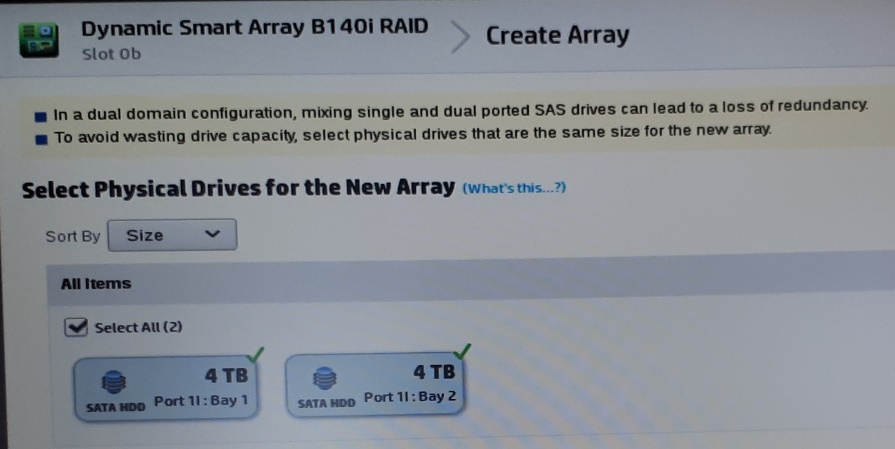 Dynamic Smart Array B140i RAID
Slot 0b
Create Array
In a dual domain configuration, mixing single and dual ported SAS drives can lead to a loss of redundancy.
To avoid wasting drive capacity, select physical drives that are the same size for the new array.
Select Physical Drives for the New Array (What's this...?)
Sort By Size
All Items
Select All (2)
4 TB
SATA HDD Port 1I : Bay 1
4 TB
SATA HDD Port 1I : Bay 2